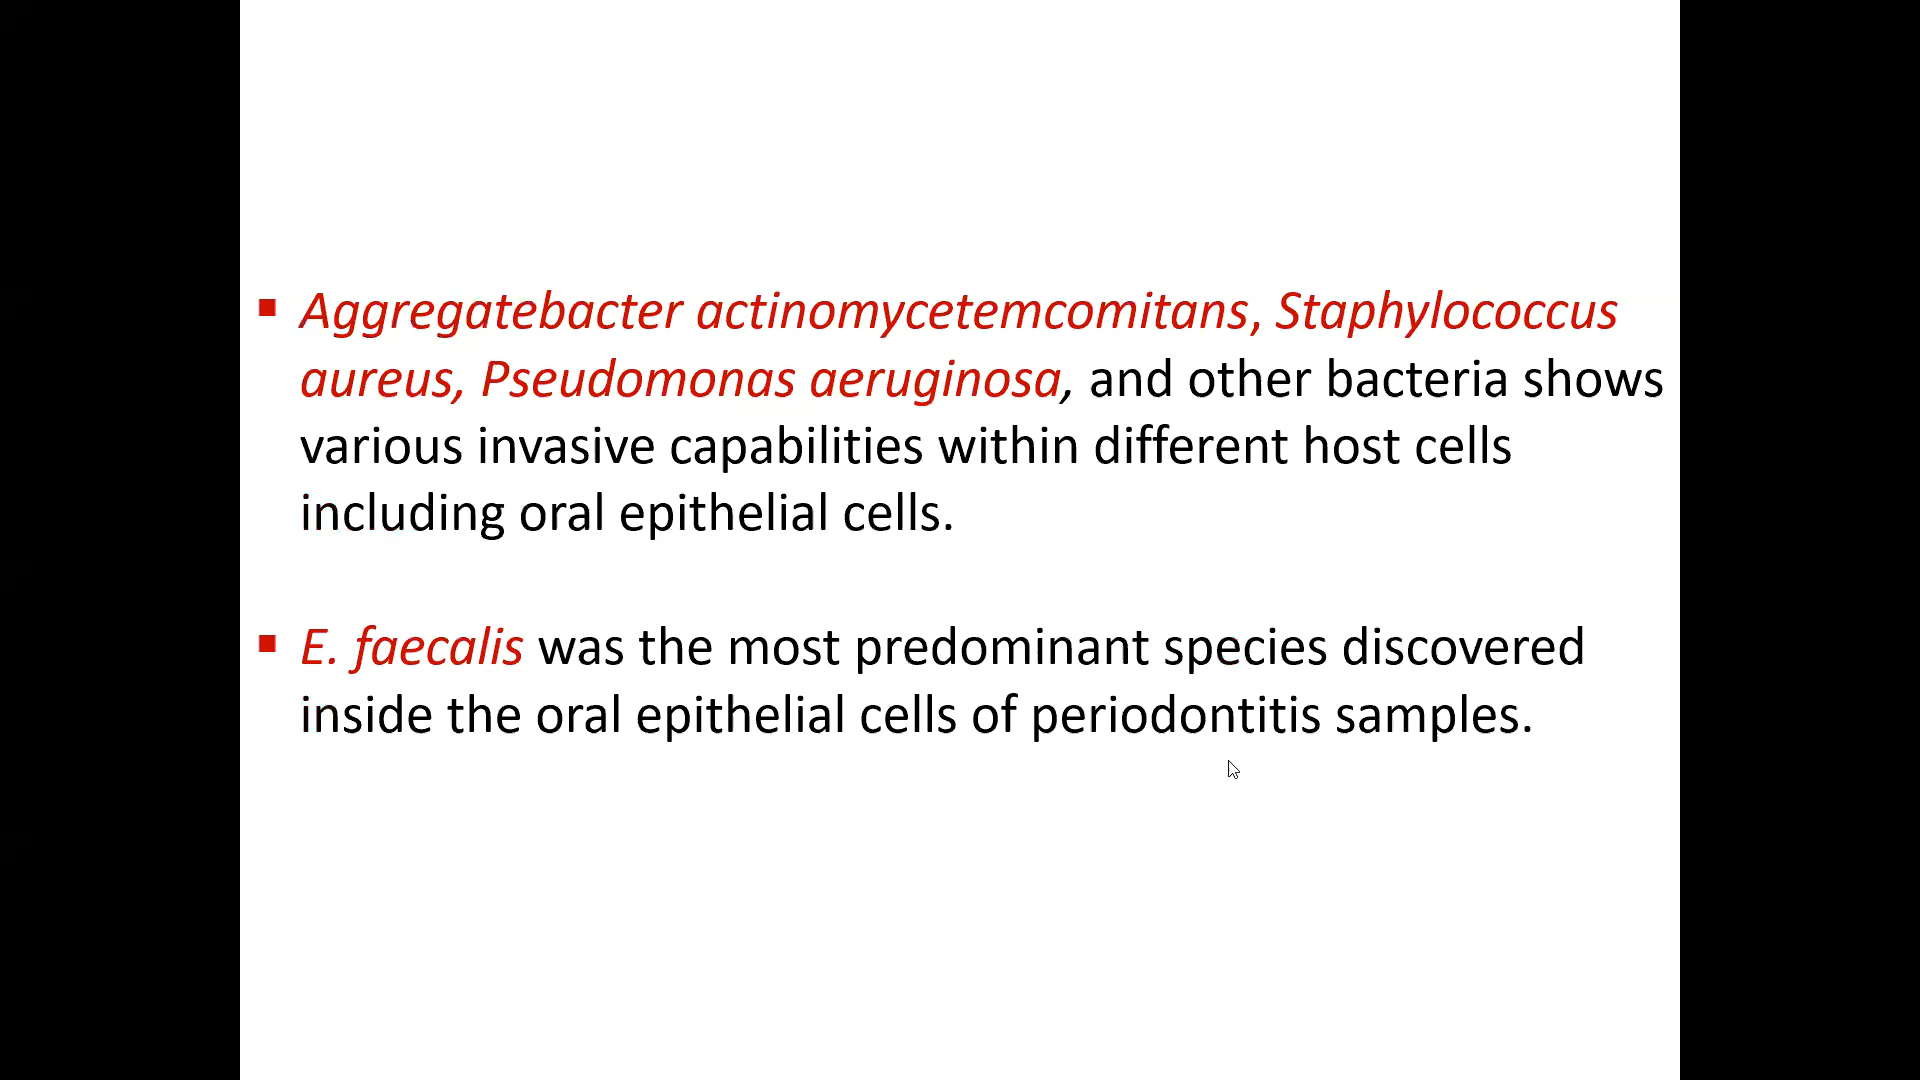 ▪ Aggregatebacter actinomycetemcomitans, Staphylococcus
aureus, Pseudomonas aeruginosa, and other bacteria shows
various invasive capabilities within different host cells
including oral epithelial cells.
▪ E. faecalis was the most predominant species discovered
inside the oral epithelial cells of periodontitis samples.